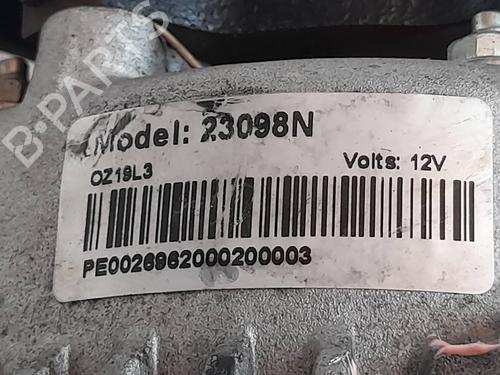 B-PARTS
Model: 23098N
OZ19L3 Volts: 12V
PE0026962000200003